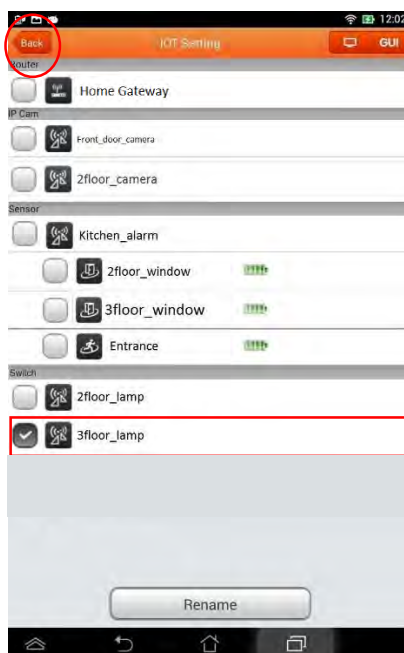 12:02
Back IOT Setting GUI
Router
Home Gateway
IP Cam
Front_door_camera
2floor_camera
Sensor
Kitchen_alarm
2floor_window
3floor_window
Entrance
Switch
2floor_lamp
3floor_lamp
Rename